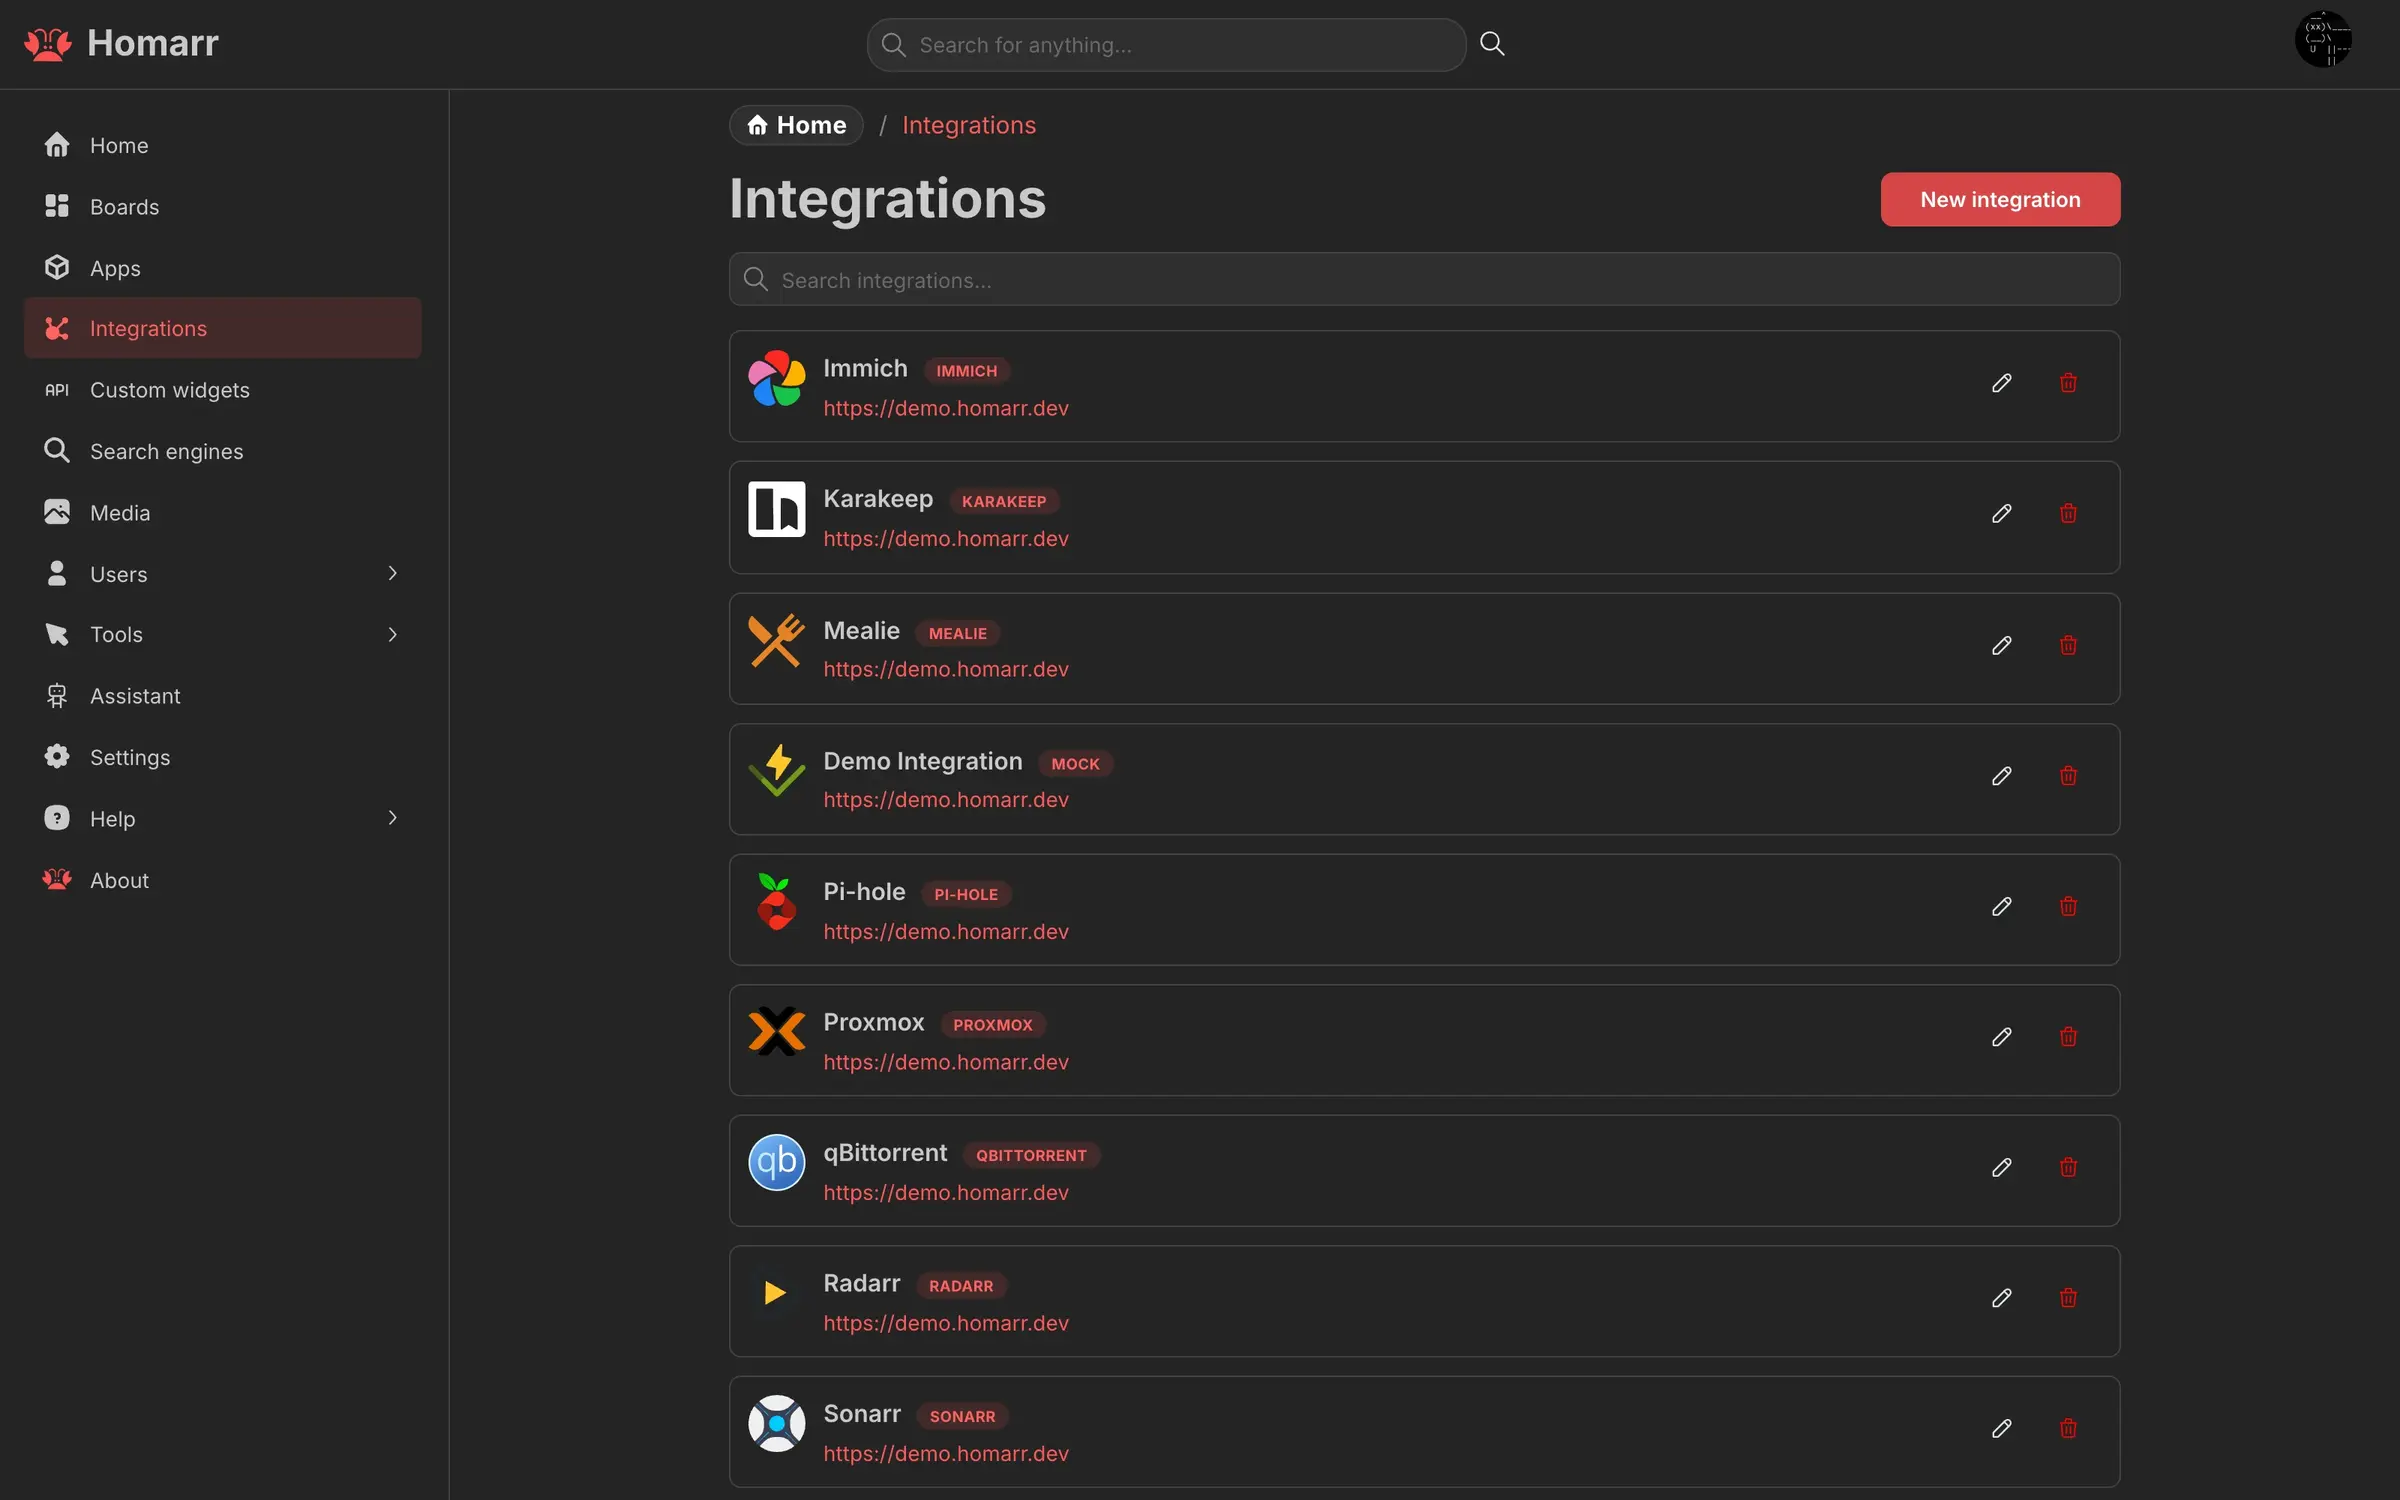 Homarr
Search for anything...
Home
Boards
Apps
Integrations
API Custom widgets
Search engines
Media
Users
Tools
Assistant
Settings
Help
About
Home / Integrations
Integrations
New integration
Search integrations...
Immich IMMICH
https://demo.homarr.dev
Karakeep KARAKEEP
https://demo.homarr.dev
Mealie MEALIE
https://demo.homarr.dev
Demo Integration MOCK
https://demo.homarr.dev
Pi-hole PI-HOLE
https://demo.homarr.dev
Proxmox PROXMOX
https://demo.homarr.dev
qb qBittorrent QBITTORRENT
https://demo.homarr.dev
Radarr RADARR
https://demo.homarr.dev
Sonarr SONARR
https://demo.homarr.dev